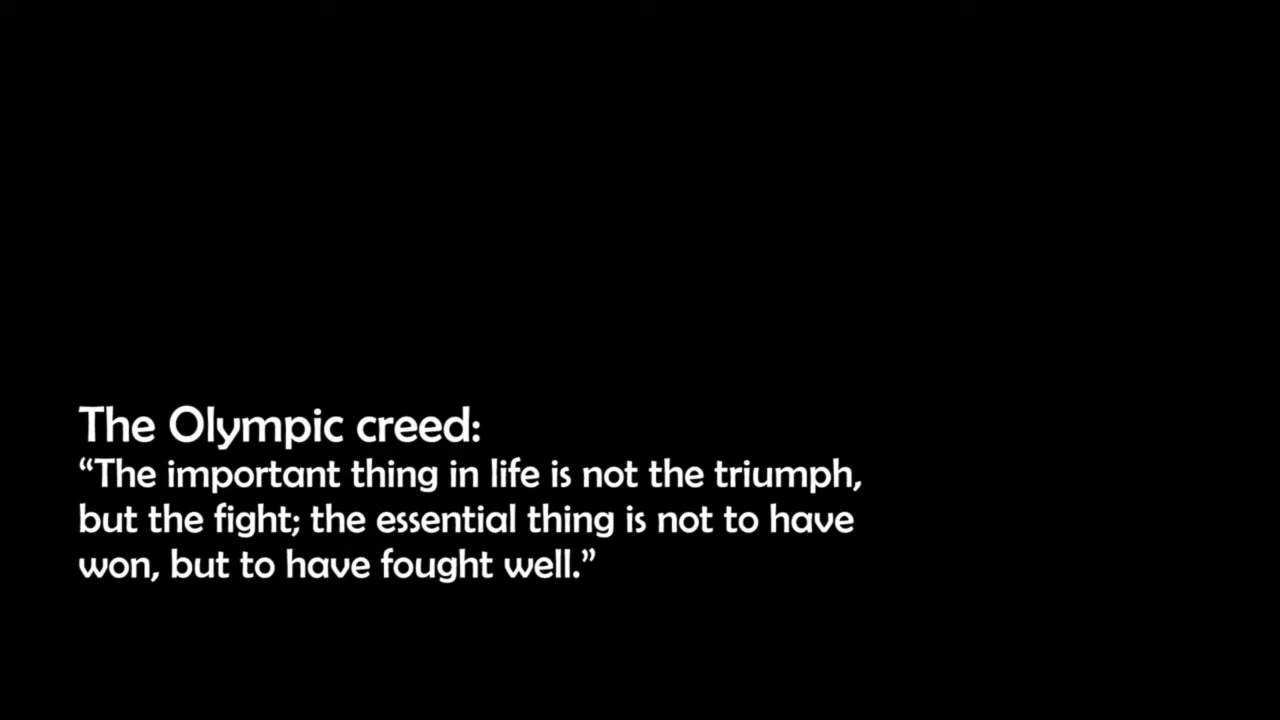 The Olympic creed:
“The important thing in life is not the triumph,
but the fight; the essential thing is not to have
won, but to have fought well.”